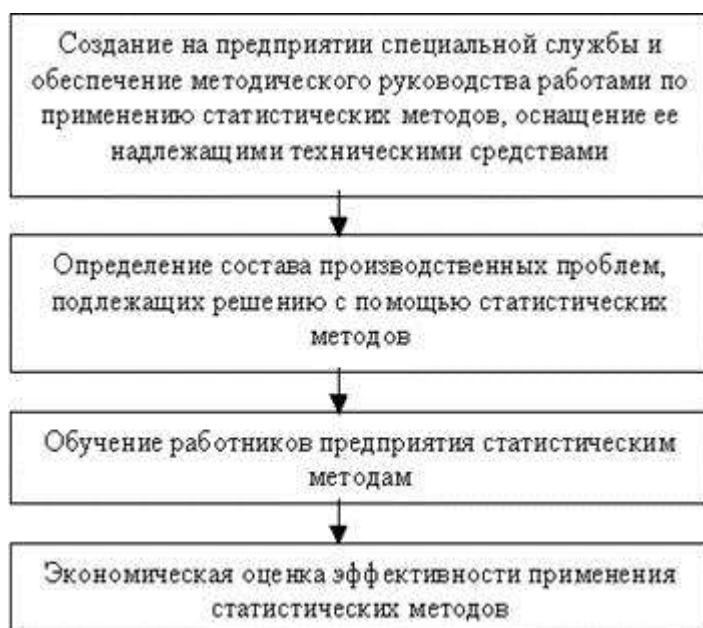 Создание на предприятии специальной службы и
обеспечение методического руководства работами по
применению статистических методов, оснащение ее
надлежащими техническими средствами
Определение состава производственных проблем,
подлежащих решению с помощью статистических
методов
Обучение работников предприятия статистическим
методам
Экономическая оценка эффективности применения
статистических методов